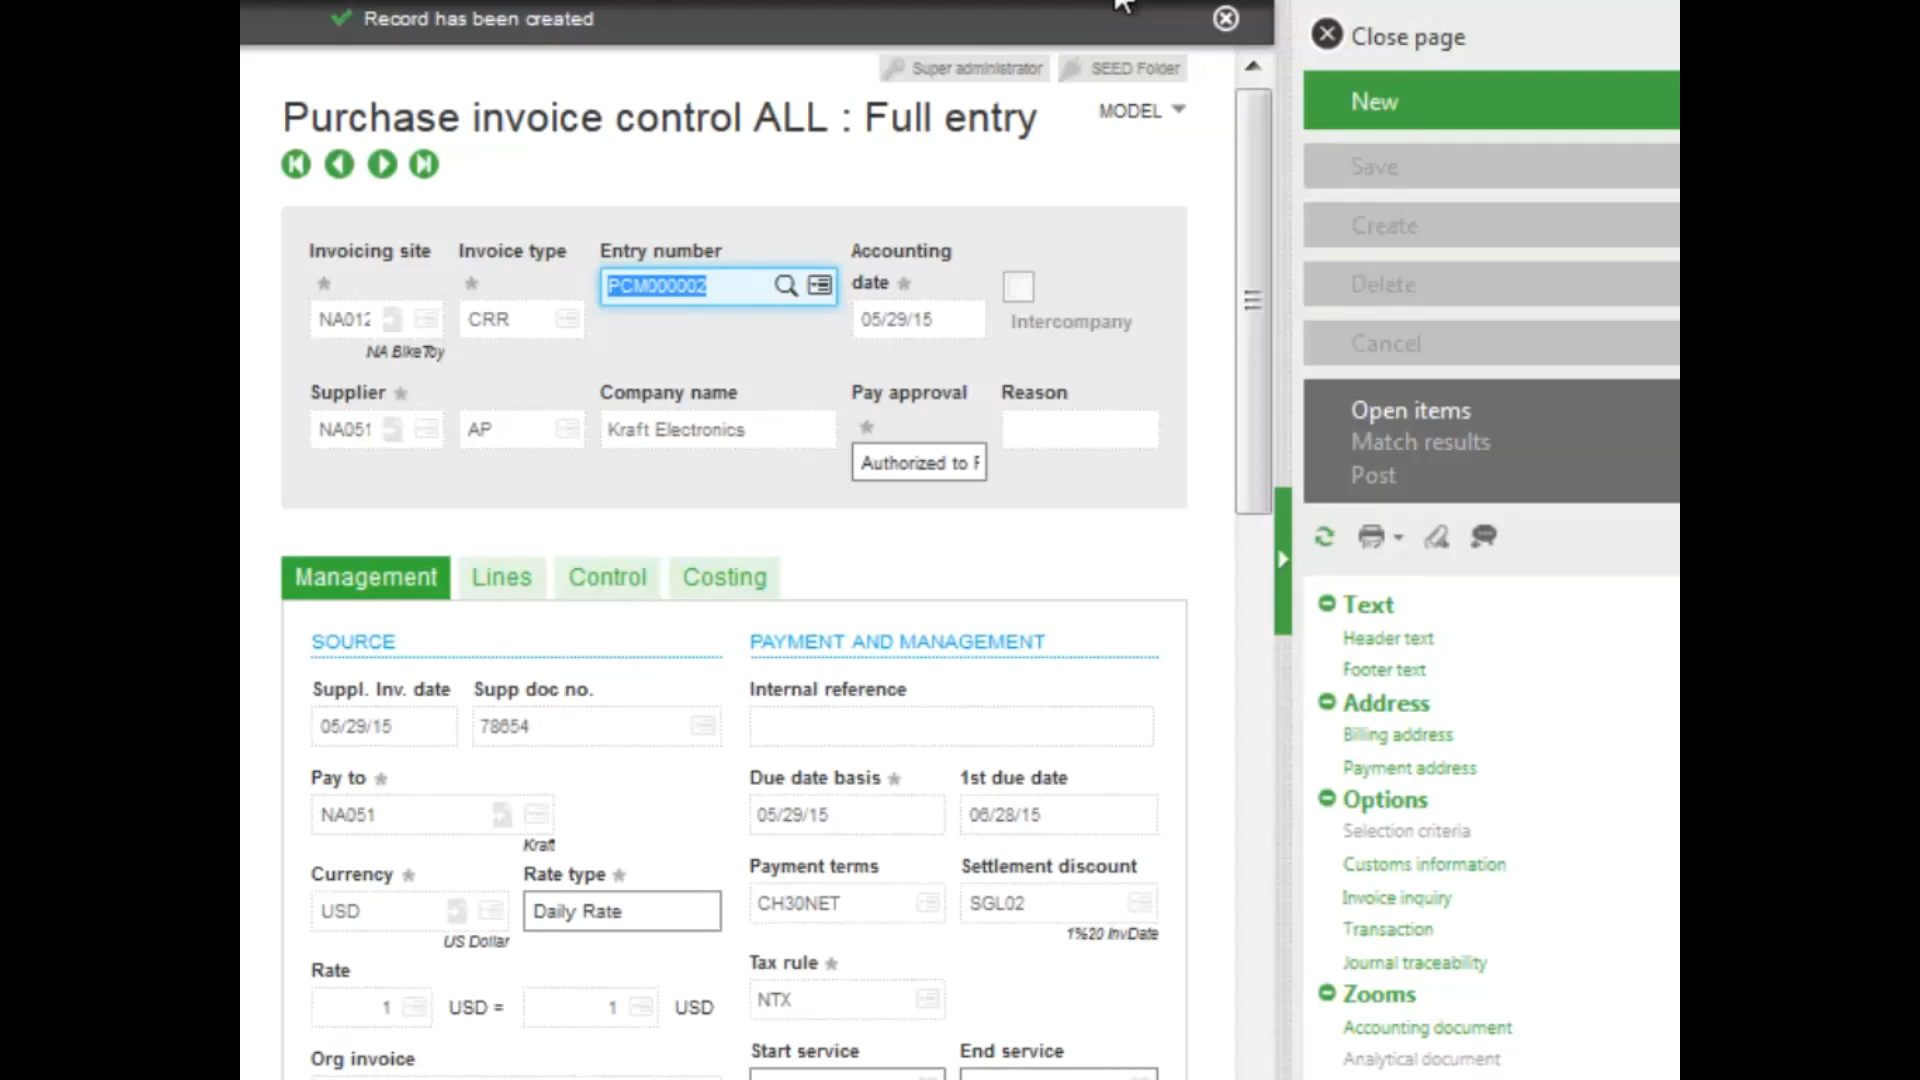 Record has been created
Super administrator
SEED Folder
Purchase invoice control ALL : Full entry
MODEL
Invoicing site
Invoice type
Entry number
Accounting date
NA012
CRR
PCM000002
05/29/15
Intercompany
NA BikeToy
Supplier
Company name
Pay approval
Reason
NA051
AP
Kraft Electronics
Authorized to
Management
Lines
Control
Costing
SOURCE
Suppl. Inv. date
Supp doc no.
05/29/15
78654
Pay to
NA051
Kraft
Currency
Rate type
USD
Daily Rate
US Dollar
Rate
1 USD = 1 USD
Org invoice
PAYMENT AND MANAGEMENT
Internal reference
Due date basis
1st due date
05/29/15
06/28/15
Payment terms
Settlement discount
CH30NET
SGL02
1%20 InvDate
Tax rule
NTX
Start service
End service
Close page
New
Save
Create
Delete
Cancel
Open items
Match results
Post
Text
Header text
Footer text
Address
Billing address
Payment address
Options
Selection criteria
Customs information
Invoice inquiry
Transaction
Journal traceability
Zooms
Accounting document
Analytical document